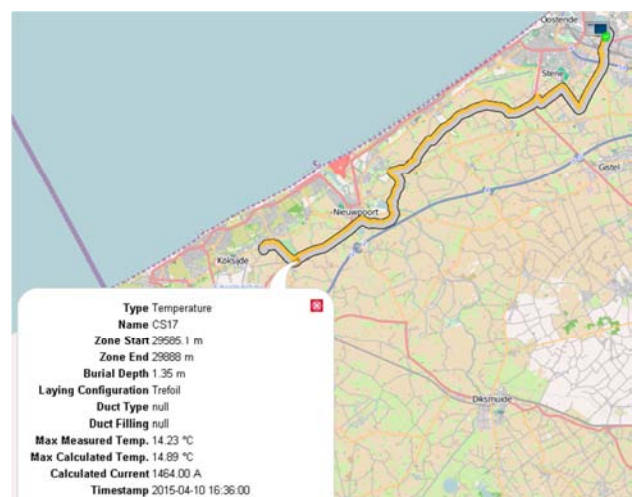 Oostende
Stene
Gistel
Nieuwpoort
Koksijde
Diksmuide
Type Temperature
Name CS17
Zone Start 29585.1 m
Zone End 29888 m
Burial Depth 1.35 m
Laying Configuration Trefoil
Duct Type null
Duct Filling null
Max Measured Temp. 14.23 °C
Max Calculated Temp. 14.89 °C
Calculated Current 1464.00 A
Timestamp 2015-04-10 16:36:00